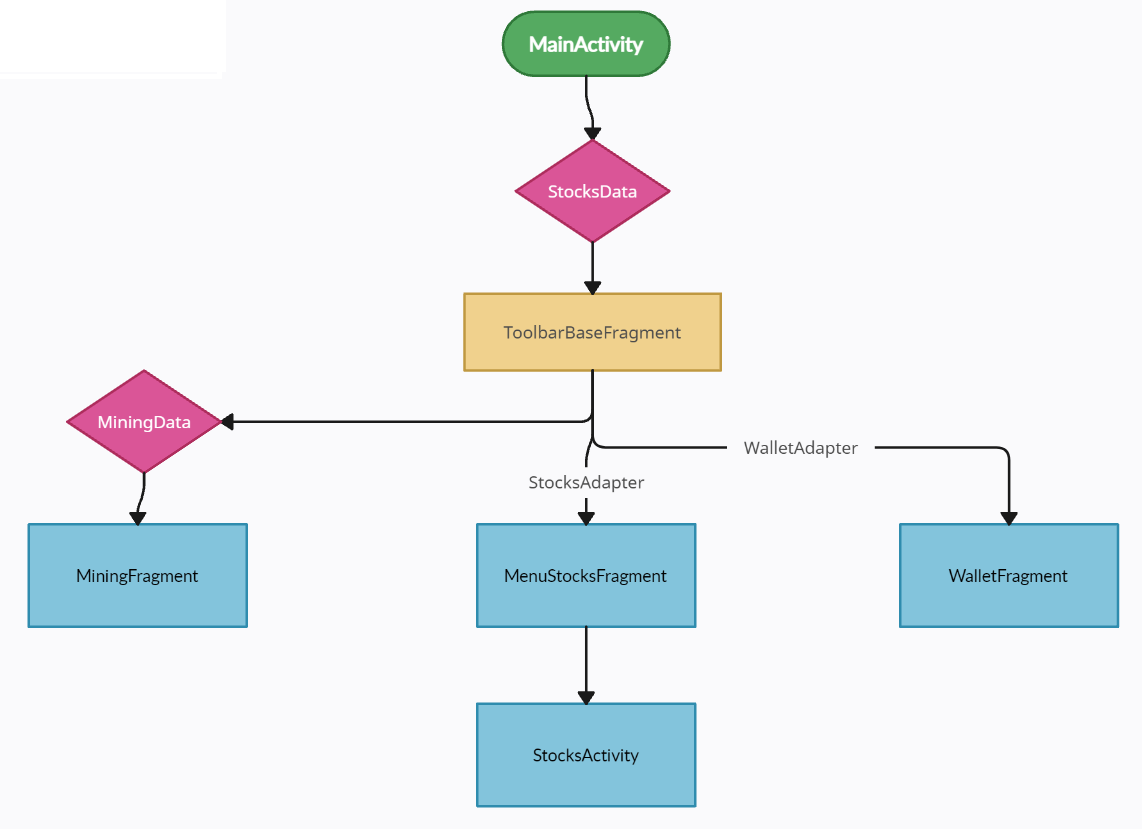 MainActivity
StocksData
ToolbarBaseFragment
MiningData
WalletAdapter
StocksAdapter
MiningFragment
MenuStocksFragment
WalletFragment
StocksActivity